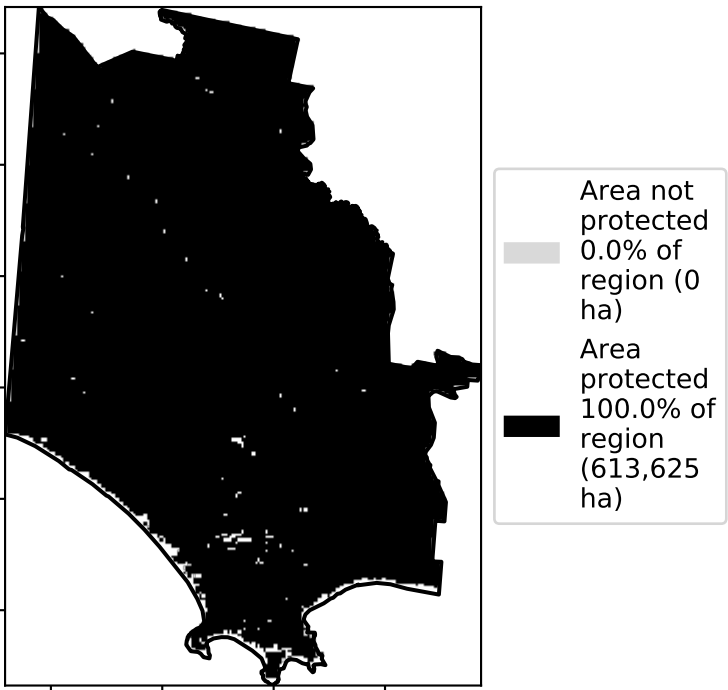 Area not
protected
0.0% of
region (0
ha)
Area
protected
100.0% of
region
(613,625
ha)